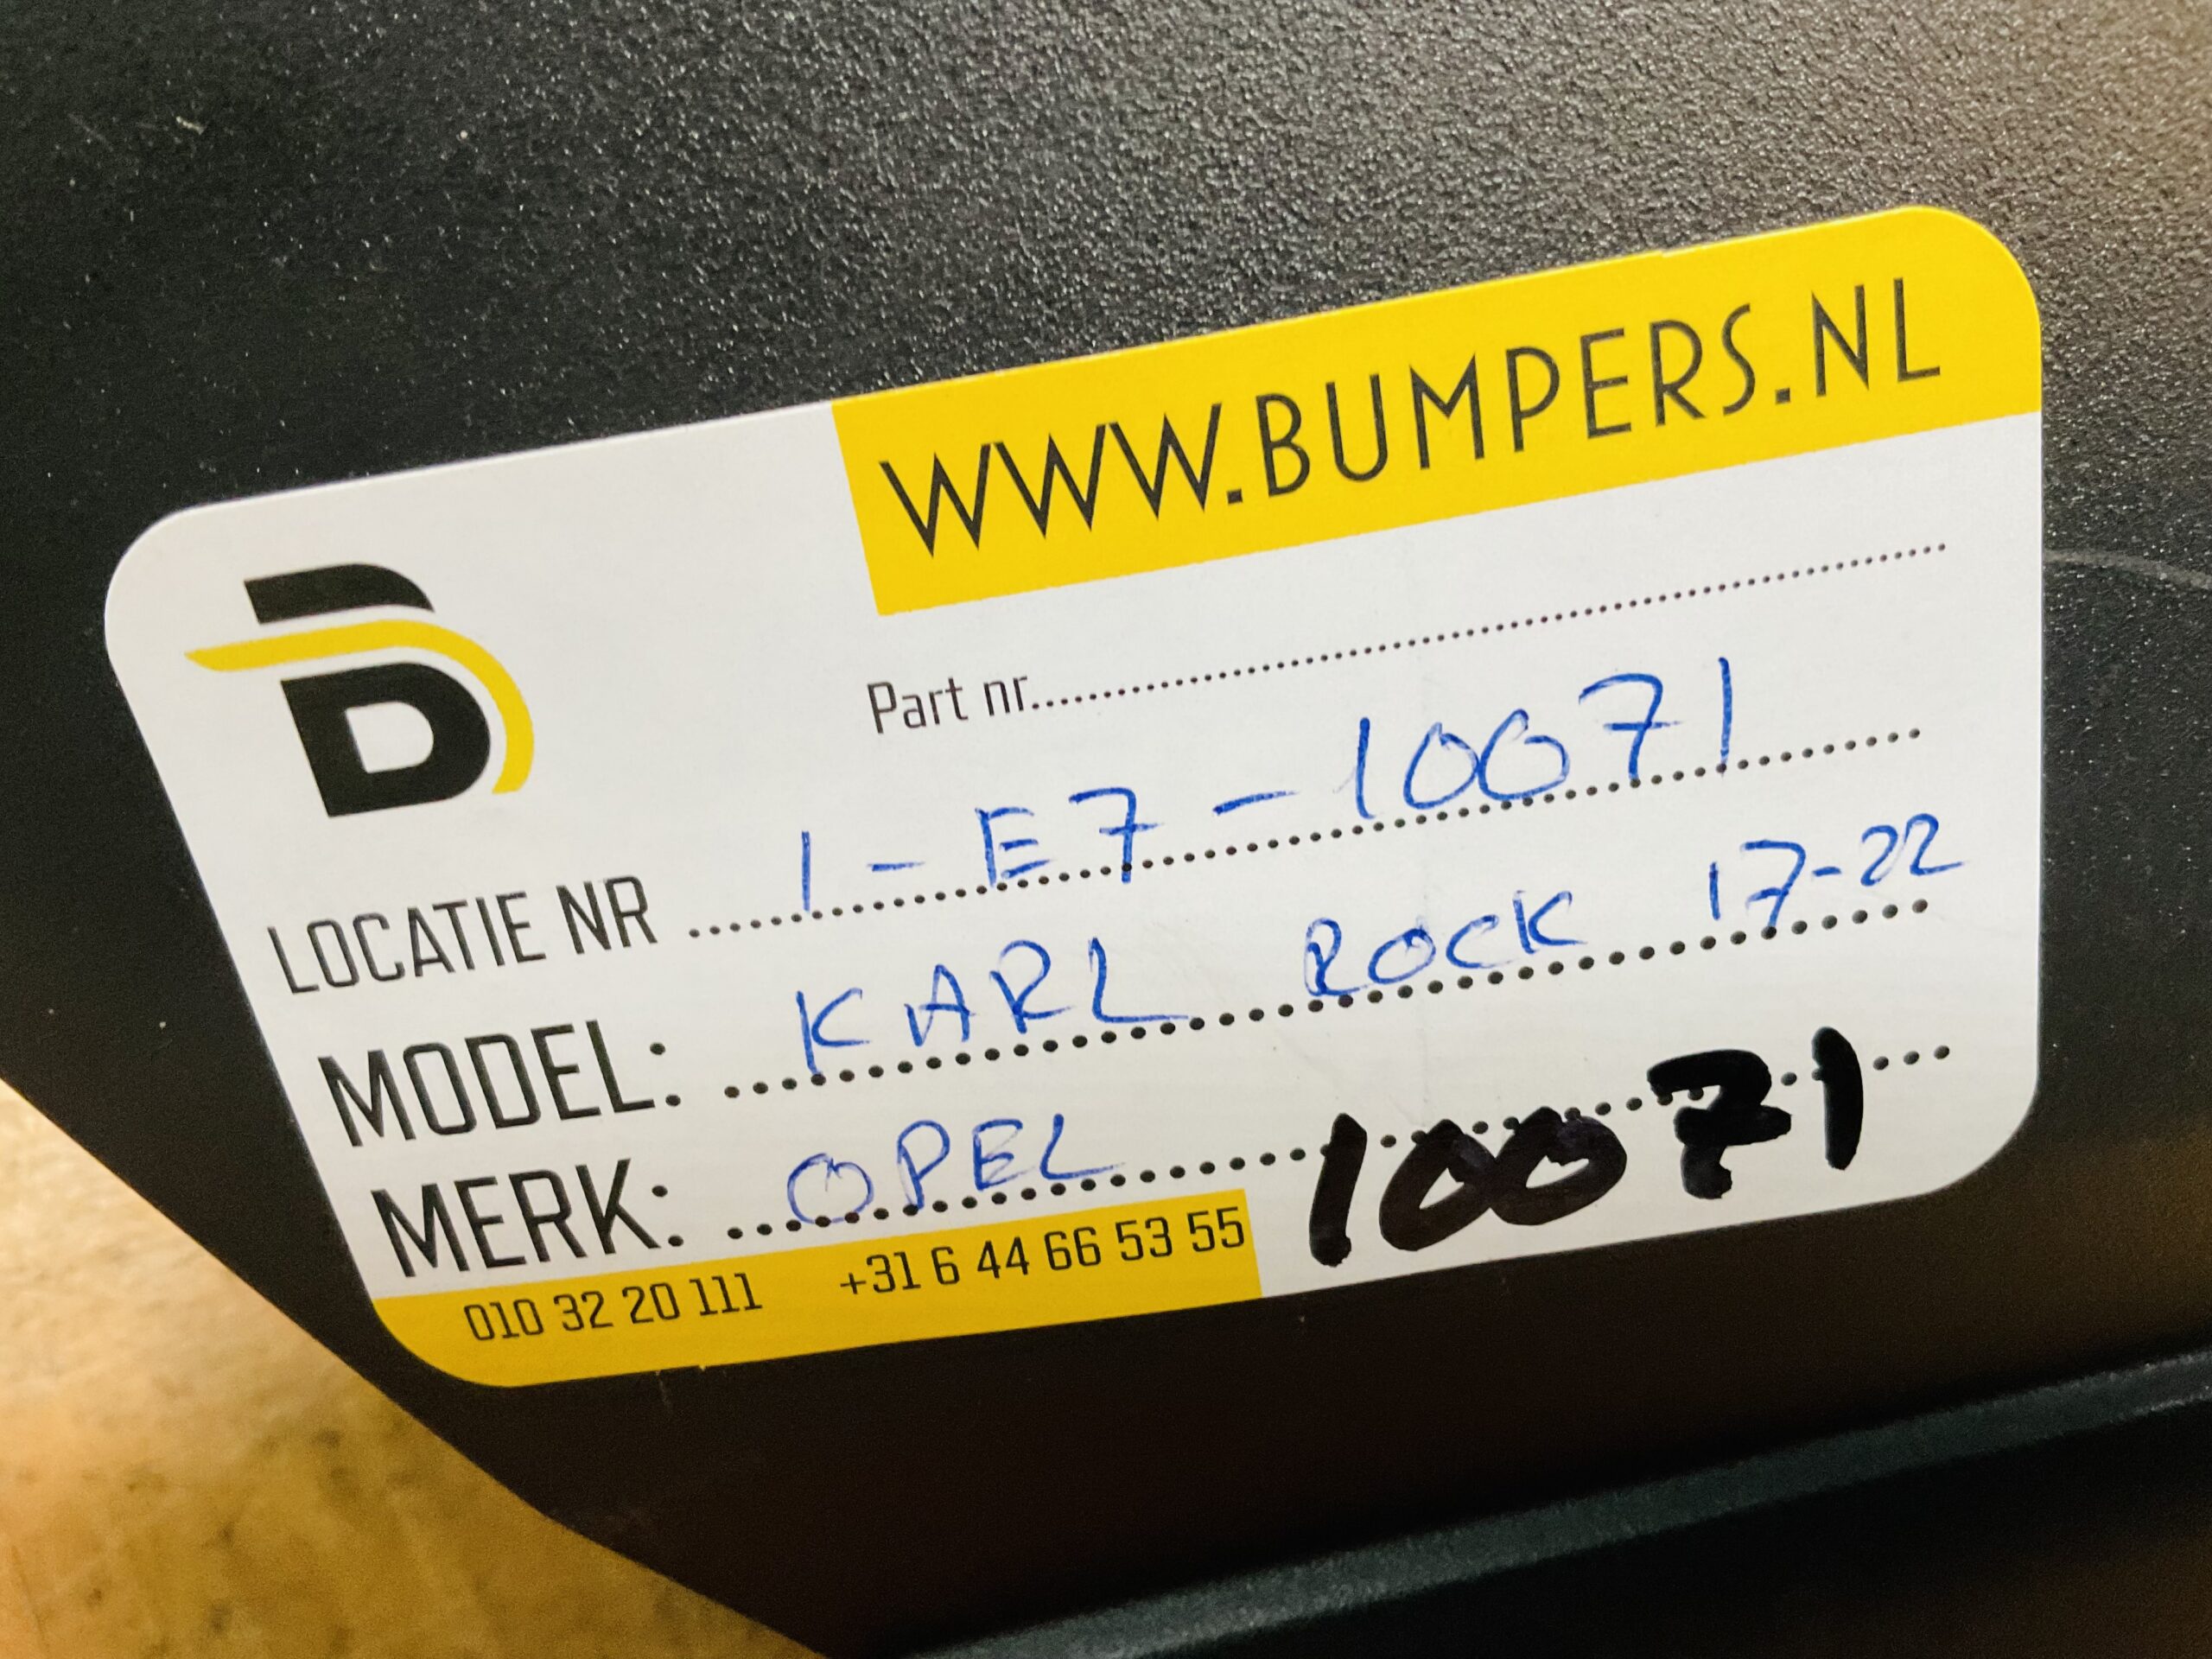 WWW.BUMPERS.NL
B
Part nr.............................................
LOCATIE NR 1-E7-10071
MODEL: KARL ROCK 17-22
MERK: OPEL 10071
010 32 20 111 +31 6 44 66 53 55